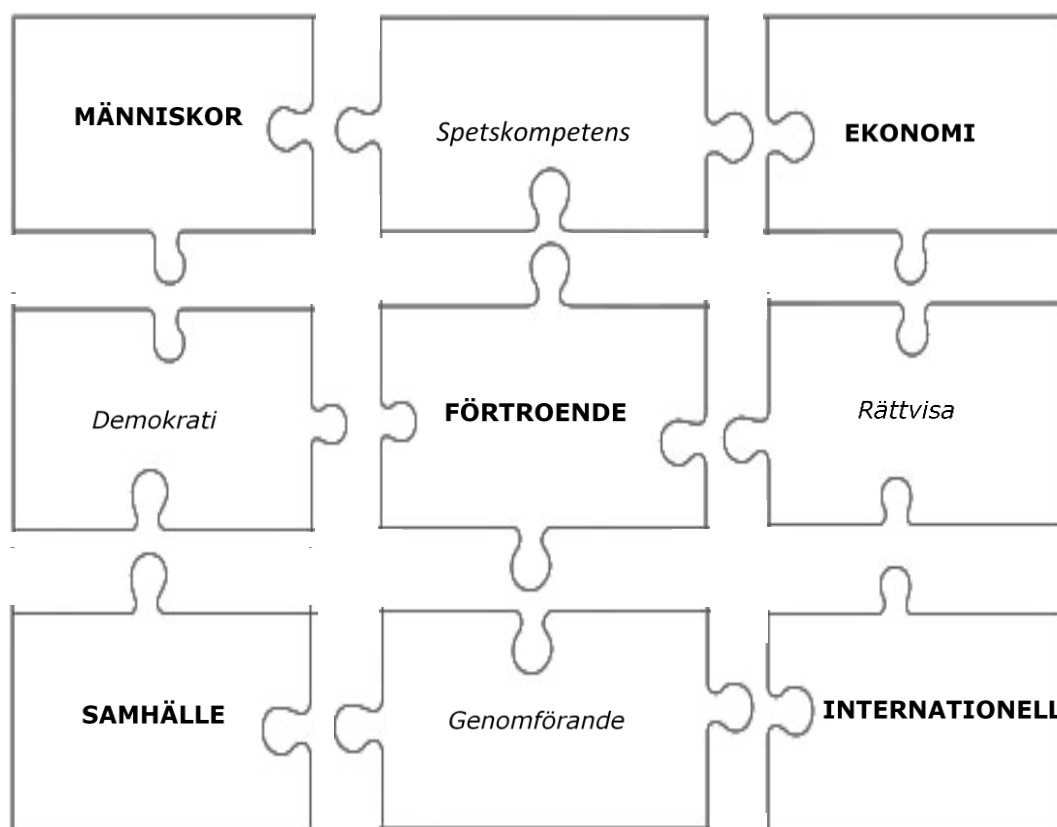 MÄNNISKOR
Spetskompetens
EKONOMI
Demokrati
FÖRTROENDE
Rättvisa
SAMHÄLLE
Genomförande
INTERNATIONELL